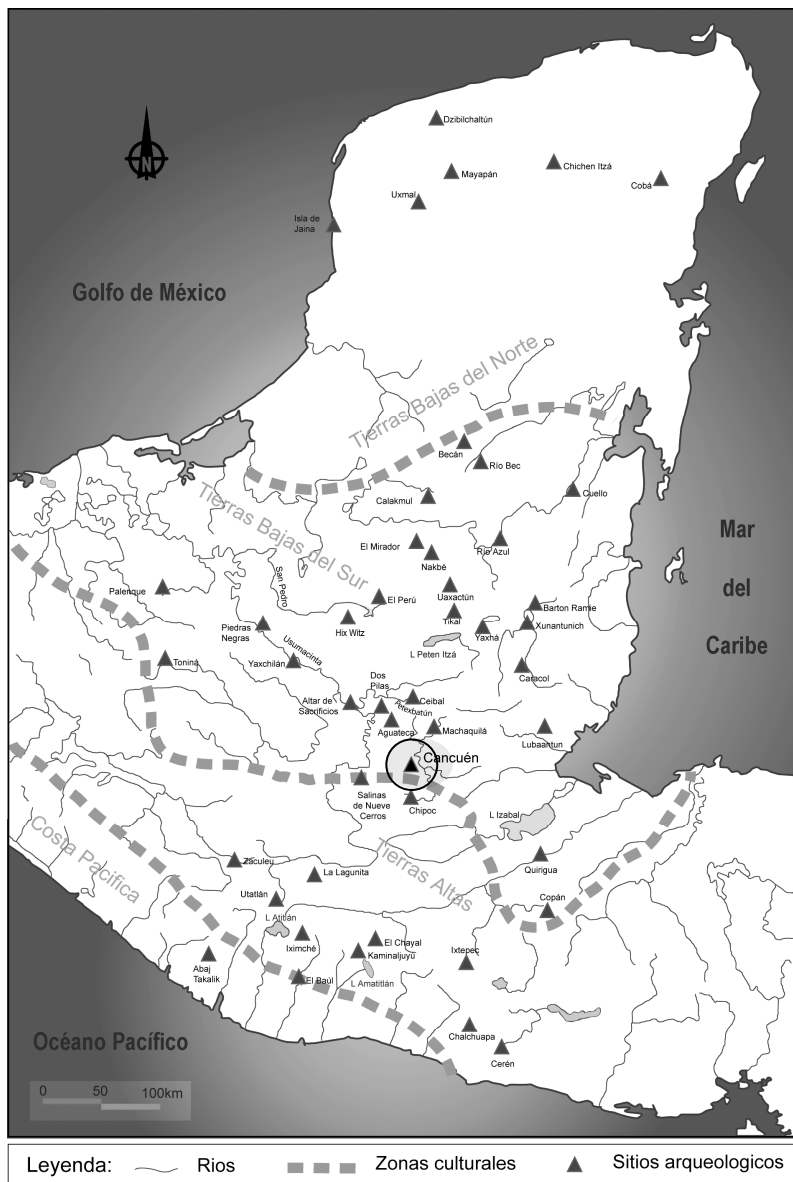 Dzibilchaltún
Mayapán
Chichen Itzá
Cobá
Uxmal
Isla de
Jaina
N
Golfo de México
Tierras Bajas del Norte
Becán
Río Bec
Calakmul
Cuello
Tierras Bajas del Sur
Mar
del
Caribe
El Mirador
Nakbé
Río Azul
San Pedro
Palenque
El Perú
Uaxactún
Tikal
Barton Ramie
Xunantunich
Yaxhá
Piedras
Negras
Hix Witz
L Peten Itzá
Usumacinta
Toniná
Yaxchilán
Caracol
Dos
Pilas
Altar de
Sacrificios
Ceibal
Petexbatún
Aguateca
Machaquilá
Lubaantun
Cancuén
Salinas
de Nueve
Cerros
Chipoc
L Izabal
Costa Pacífica
Tierras Altas
Zaculeu
La Lagunita
Quirigua
Utatlán
Copán
L Atitlán
Iximché
El Chayal
Kaminaljuyú
Ixtepec
Abaj
Takalik
El Baúl
L Amatitlán
Chalchuapa
Cerén
Océano Pacífico
0 50 100km
Leyenda: Rios Zonas culturales Sitios arqueologicos